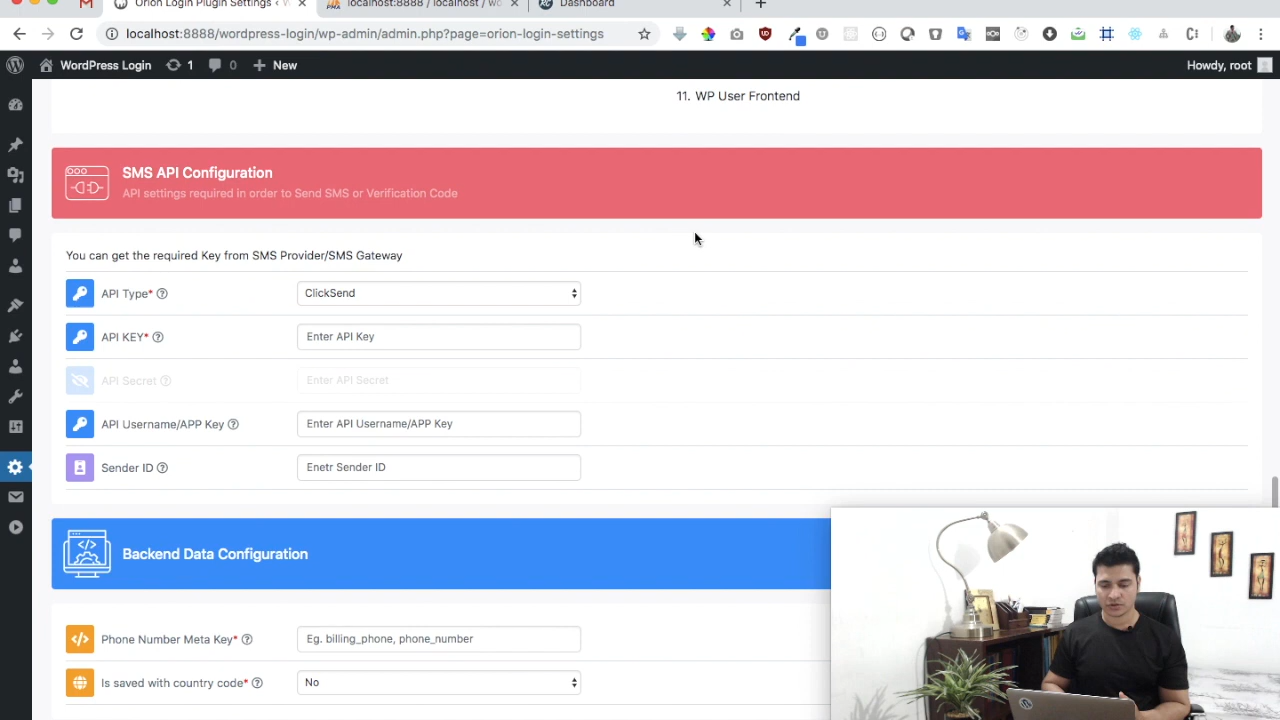 Orion Login Plugin Settings ‹ W
localhost:8888 / localhost / wo
Dashboard
localhost:8888/wordpress-login/wp-admin/admin.php?page=orion-login-settings
WordPress Login 1 0 New Howdy, root
11. WP User Frontend
SMS API Configuration
API settings required in order to Send SMS or Verification Code
You can get the required Key from SMS Provider/SMS Gateway
API Type* ClickSend
API KEY* Enter API Key
API Secret Enter API Secret
API Username/APP Key Enter API Username/APP Key
Sender ID Enetr Sender ID
Backend Data Configuration
Phone Number Meta Key* Eg. billing_phone, phone_number
Is saved with country code* No